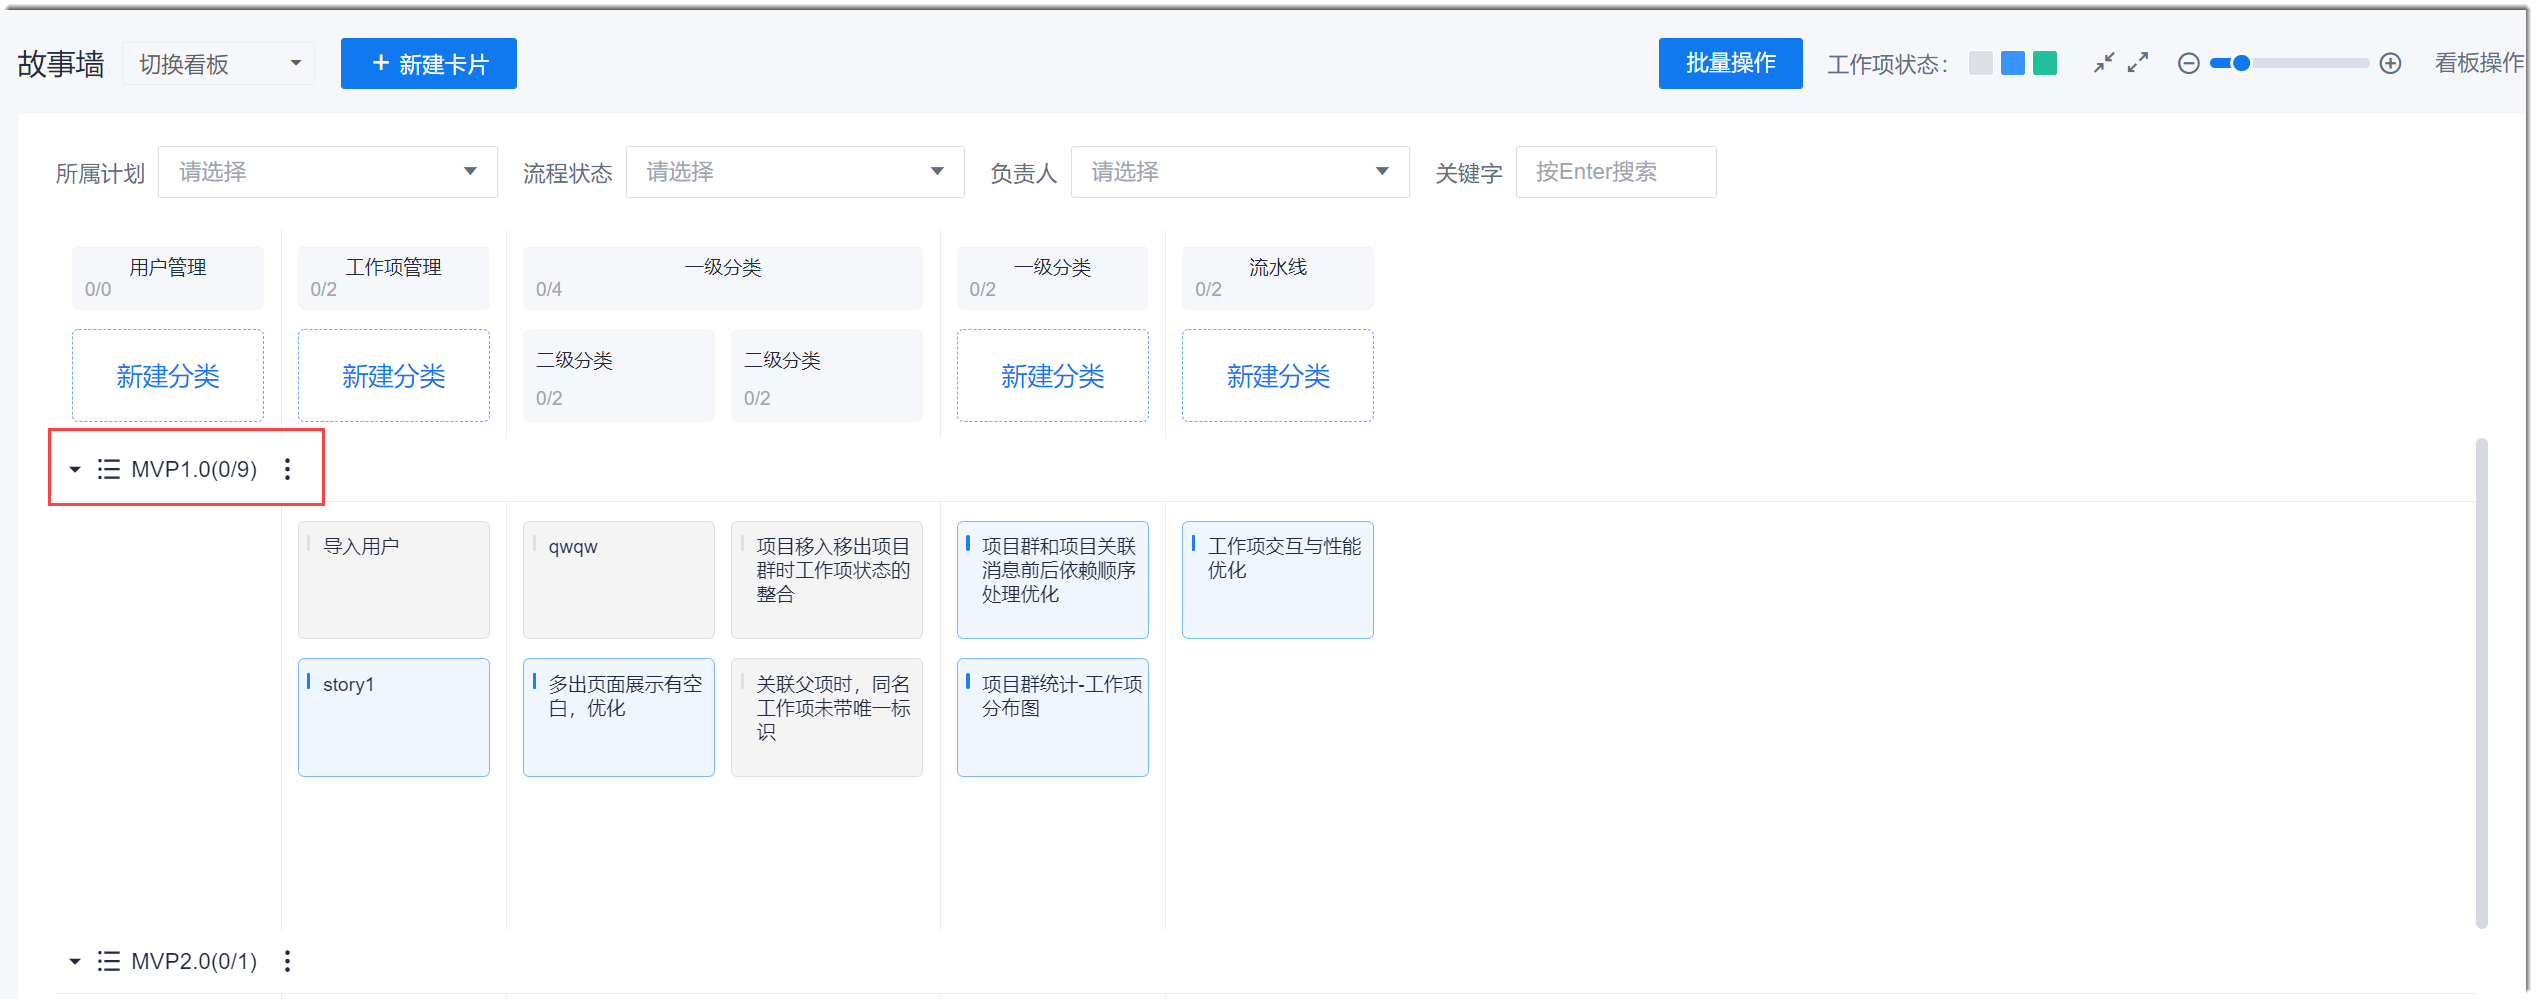 故事墙
切换看板
+ 新建卡片
批量操作
工作项状态：
看板操作
所属计划
请选择
流程状态
请选择
负责人
请选择
关键字
按Enter搜索
用户管理
0/0
工作项管理
0/2
一级分类
0/4
一级分类
0/2
流水线
0/2
新建分类
新建分类
二级分类
0/2
二级分类
0/2
新建分类
新建分类
MVP1.0(0/9)
导入用户
qwqw
项目移入移出项目
群时工作项状态的
整合
项目群和项目关联
消息前后依赖顺序
处理优化
工作项交互与性能
优化
story1
多出页面展示有空
白，优化
关联父项时，同名
工作项未带唯一标
识
项目群统计-工作项
分布图
MVP2.0(0/1)